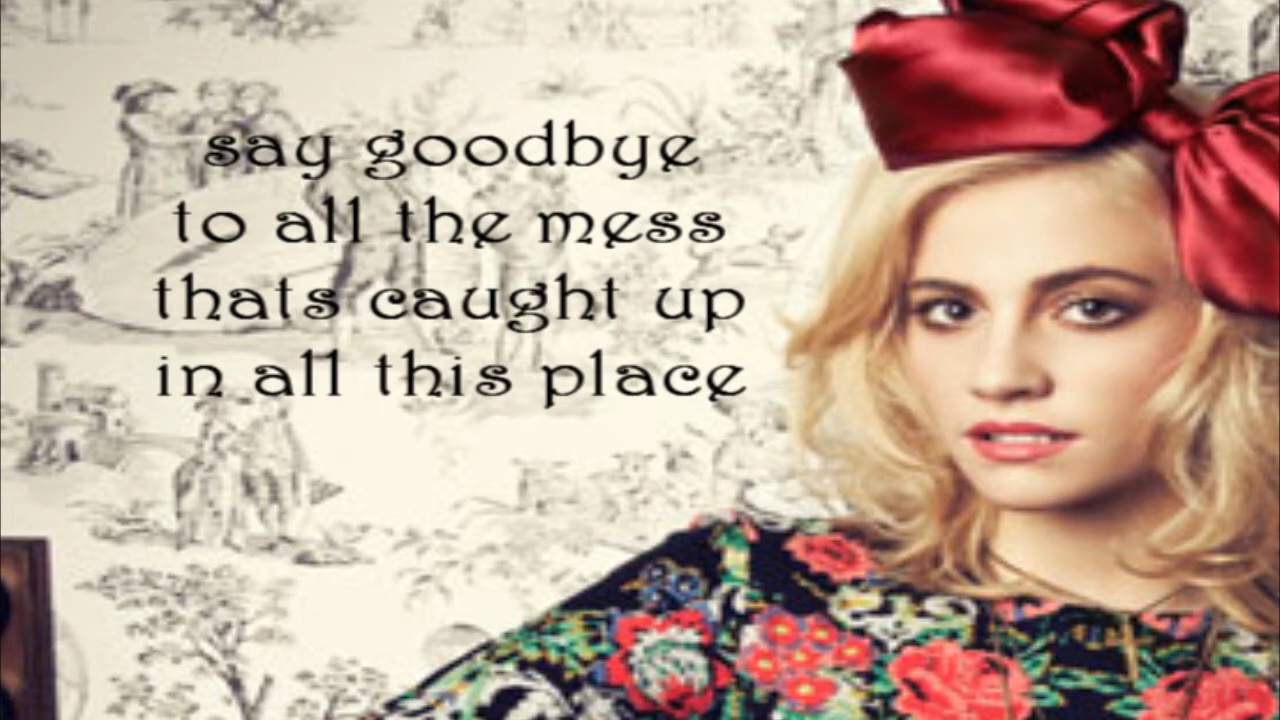 say goodbye
to all the mess
thats caught up
in all this place